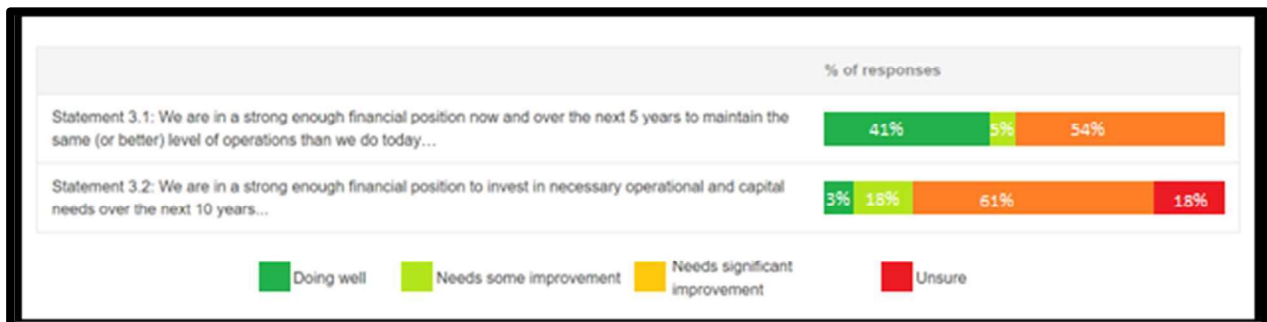 % of responses
Statement 3.1: We are in a strong enough financial position now and over the next 5 years to maintain the
same (or better) level of operations than we do today...
41% 5% 54%
Statement 3.2: We are in a strong enough financial position to invest in necessary operational and capital
needs over the next 10 years...
3% 18% 61% 18%
Doing well
Needs some improvement
Needs significant
improvement
Unsure